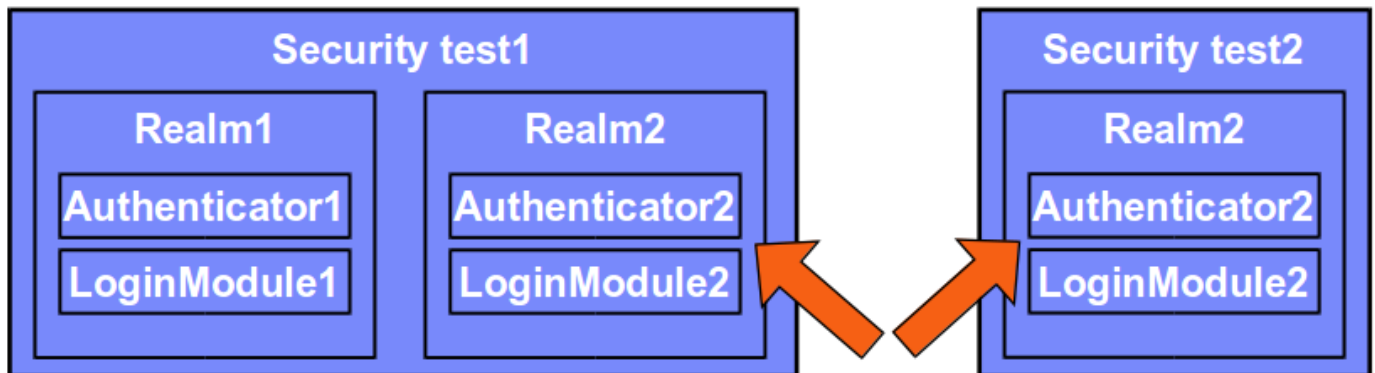 Security test1
Realm1
Authenticator1
LoginModule1
Realm2
Authenticator2
LoginModule2
Security test2
Realm2
Authenticator2
LoginModule2